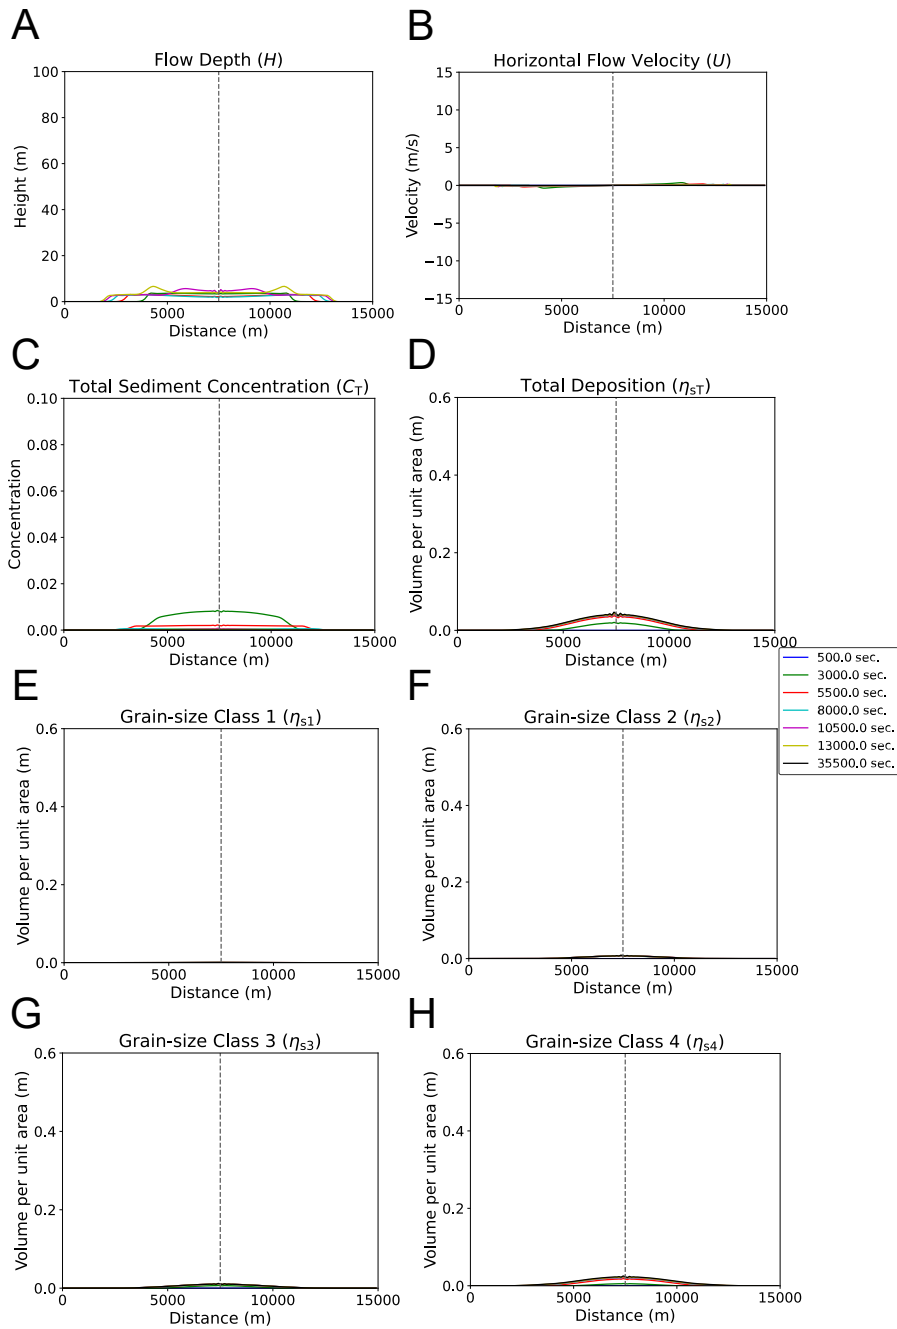 A
Flow Depth (H)
100
80
60
40
20
0
Height (m)
0 5000 10000 15000
Distance (m)
B
Horizontal Flow Velocity (U)
15
10
5
0
−5
−10
−15
Velocity (m/s)
0 5000 10000 15000
Distance (m)
C
Total Sediment Concentration (C_T)
0.10
0.08
0.06
0.04
0.02
0.00
Concentration
0 5000 10000 15000
Distance (m)
D
Total Deposition (η_sT)
0.6
0.4
0.2
0.0
Volume per unit area (m)
0 5000 10000 15000
Distance (m)
500.0 sec.
3000.0 sec.
5500.0 sec.
8000.0 sec.
10500.0 sec.
13000.0 sec.
35500.0 sec.
E
Grain-size Class 1 (η_s1)
0.6
0.4
0.2
0.0
Volume per unit area (m)
0 5000 10000 15000
Distance (m)
F
Grain-size Class 2 (η_s2)
0.6
0.4
0.2
0.0
Volume per unit area (m)
0 5000 10000 15000
Distance (m)
G
Grain-size Class 3 (η_s3)
0.6
0.4
0.2
0.0
Volume per unit area (m)
0 5000 10000 15000
Distance (m)
H
Grain-size Class 4 (η_s4)
0.6
0.4
0.2
0.0
Volume per unit area (m)
0 5000 10000 15000
Distance (m)